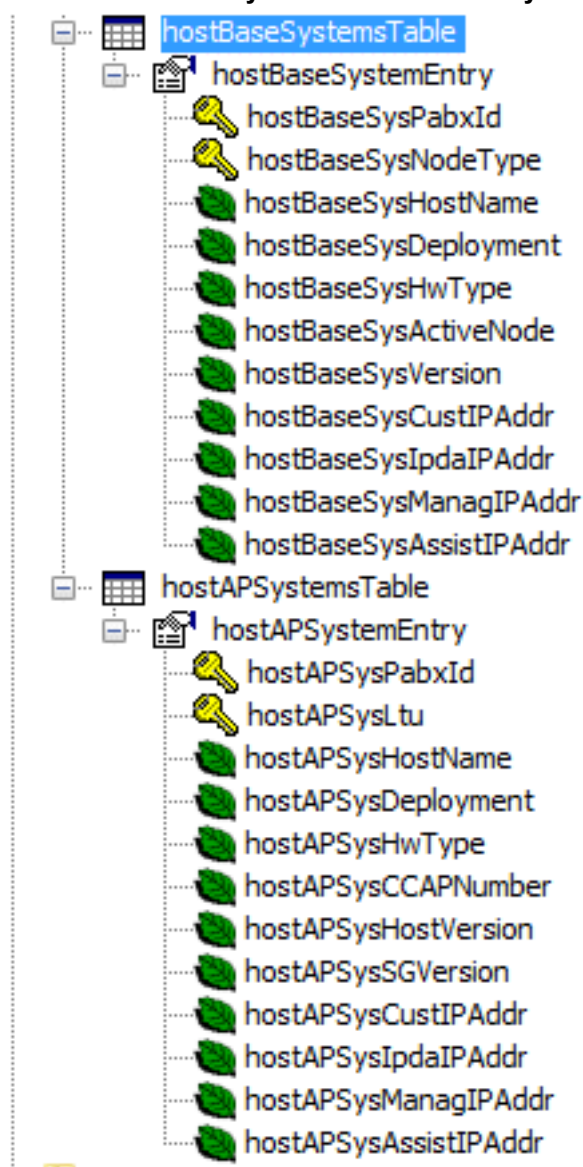 hostBaseSystemsTable
hostBaseSystemEntry
hostBaseSysPabxId
hostBaseSysNodeType
hostBaseSysHostName
hostBaseSysDeployment
hostBaseSysHwType
hostBaseSysActiveNode
hostBaseSysVersion
hostBaseSysCustIPAddr
hostBaseSysIpdaIPAddr
hostBaseSysManagIPAddr
hostBaseSysAssistIPAddr
hostAPSystemsTable
hostAPSystemEntry
hostAPSysPabxId
hostAPSysLtu
hostAPSysHostName
hostAPSysDeployment
hostAPSysHwType
hostAPSysCCAPNumber
hostAPSysHostVersion
hostAPSysSGVersion
hostAPSysCustIPAddr
hostAPSysIpdaIPAddr
hostAPSysManagIPAddr
hostAPSysAssistIPAddr